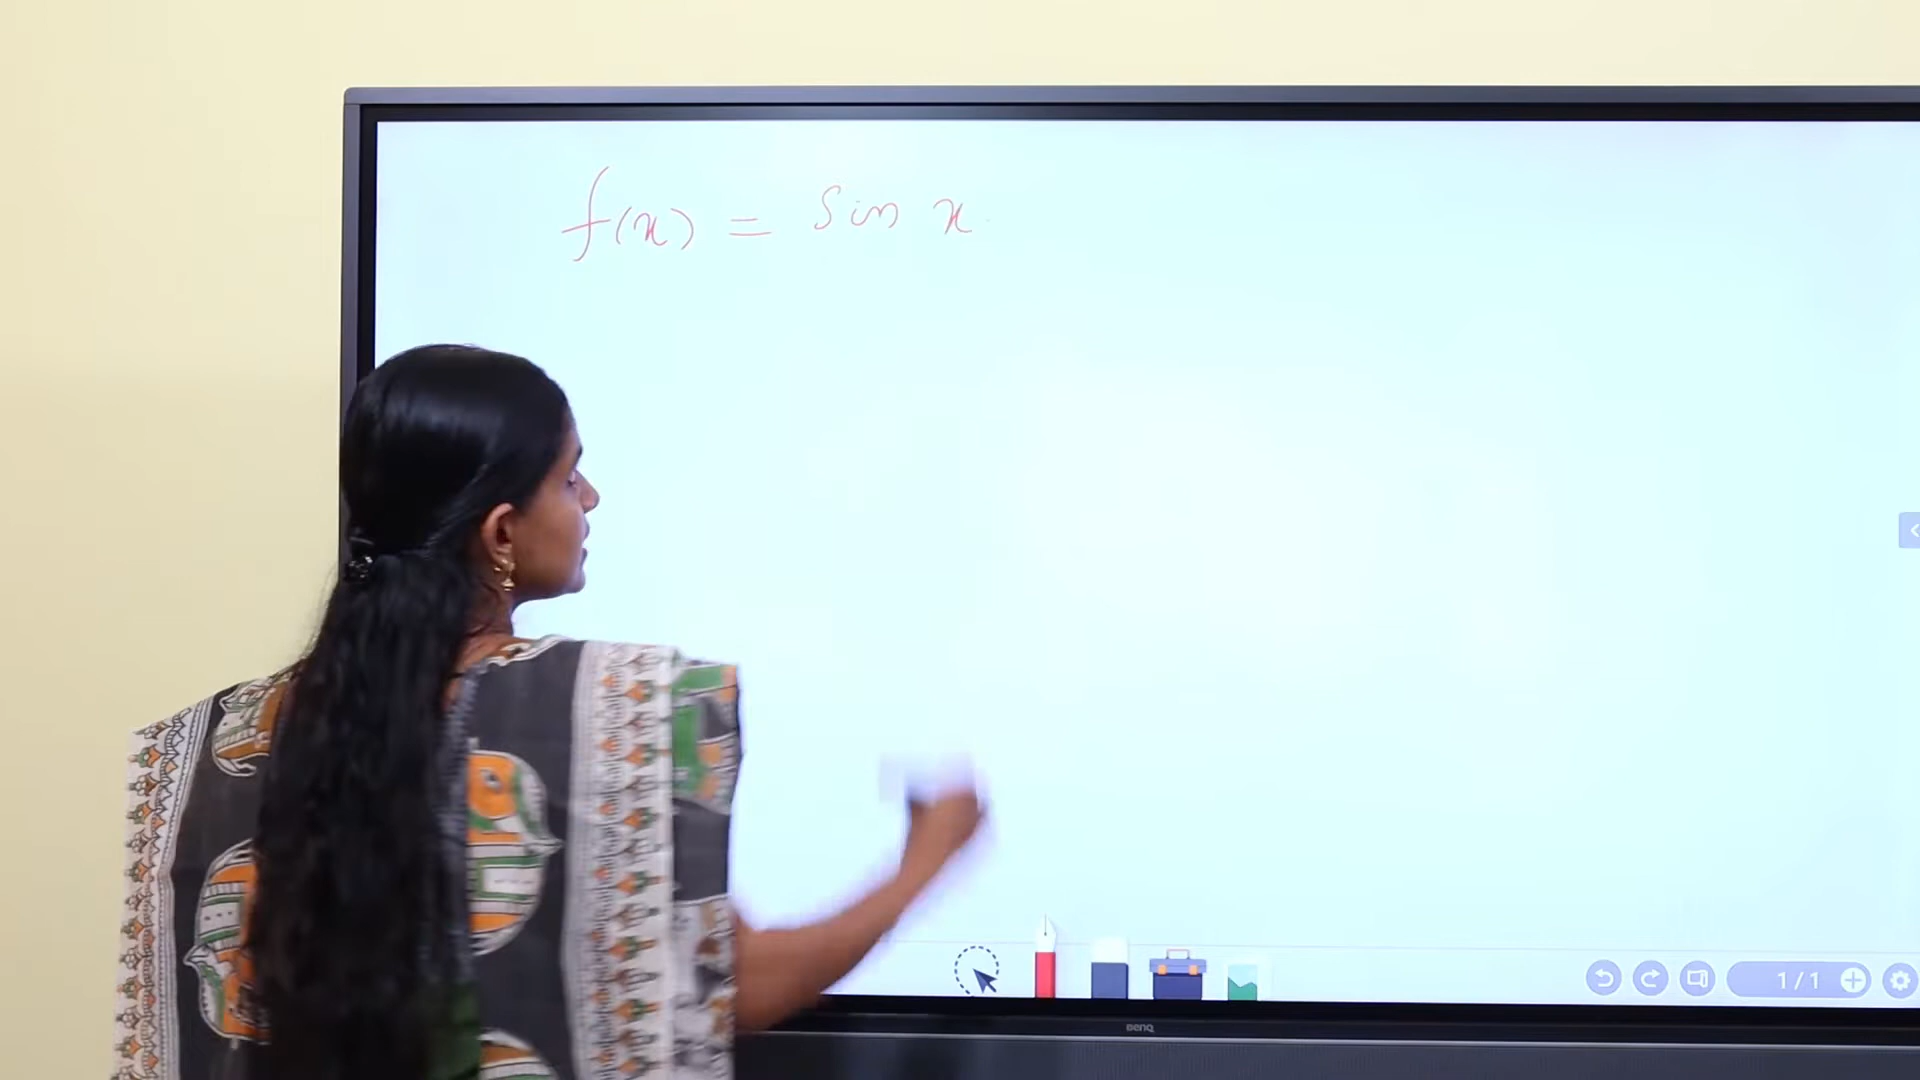 f(x) = Sin x.
1/1
BenQ